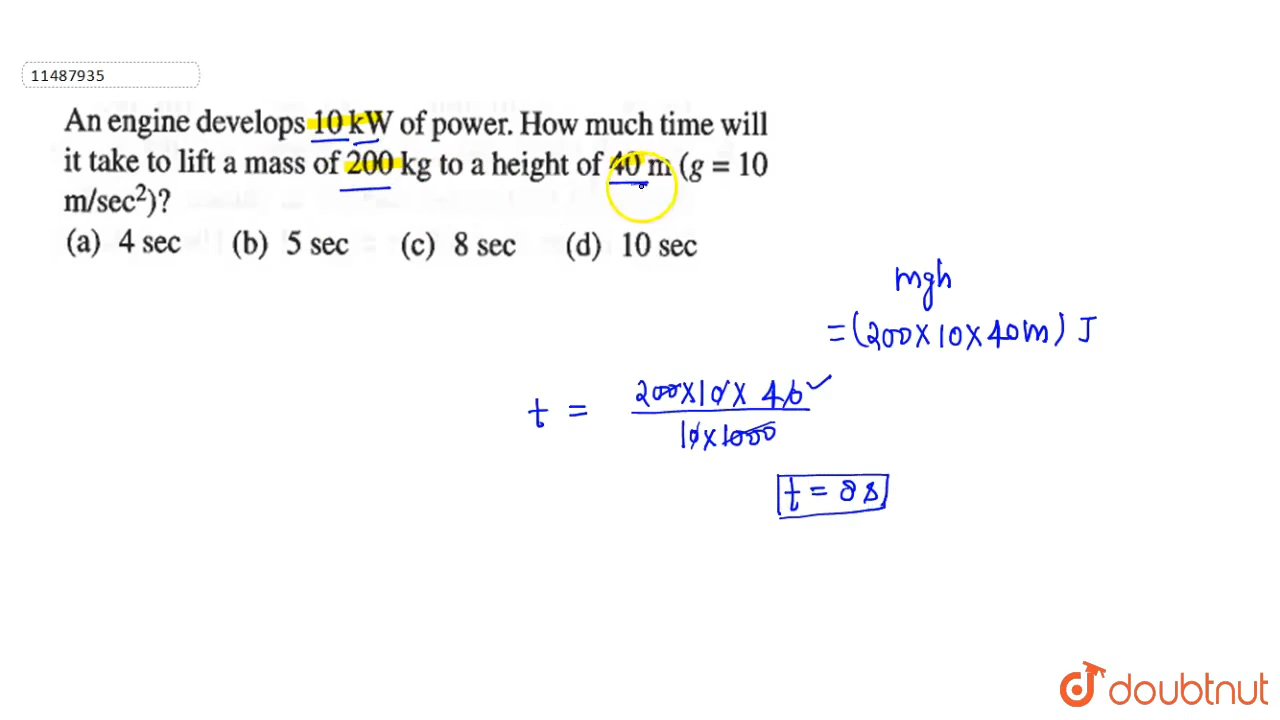 11487935
An engine develops 10 kW of power. How much time will
it take to lift a mass of 200 kg to a height of 40 m (g = 10
m/sec²)?
(a) 4 sec (b) 5 sec (c) 8 sec (d) 10 sec
mgh
= (200 × 10 × 40m) J
t = 200×10× 40 ✓
10×1000
t = 8 s
doubtnut